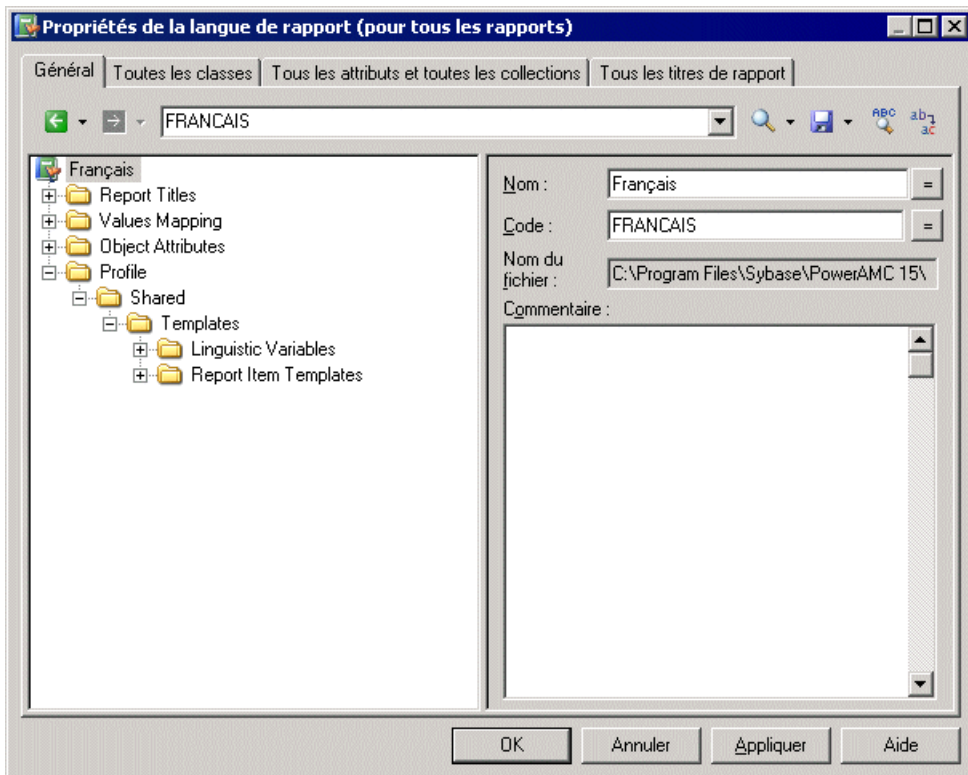 Propriétés de la langue de rapport (pour tous les rapports)
Général Toutes les classes Tous les attributs et toutes les collections Tous les titres de rapport
FRANCAIS ABC ab ac
Français
Report Titles
Values Mapping
Object Attributes
Profile
Shared
Templates
Linguistic Variables
Report Item Templates
Nom : Français =
Code : FRANCAIS =
Nom du
fichier : C:\Program Files\Sybase\PowerAMC 15\
Commentaire :
OK Annuler Appliquer Aide